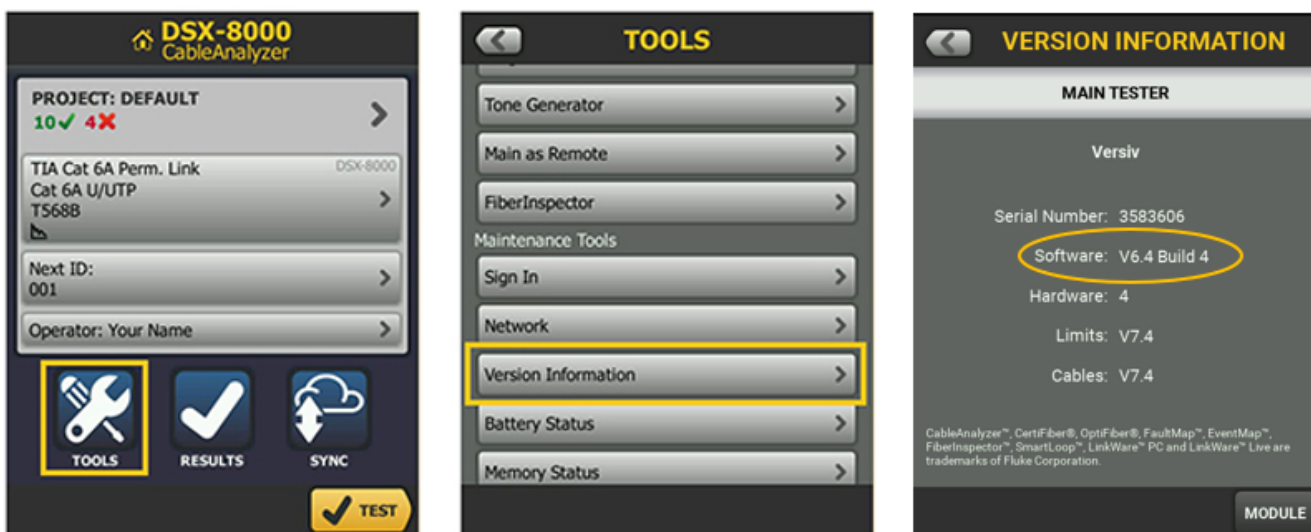 DSX-8000
CableAnalyzer
PROJECT: DEFAULT
10 4
TIA Cat 6A Perm. Link
DSX-8000
Cat 6A U/UTP
T568B
Next ID:
001
Operator: Your Name
TOOLS
RESULTS
SYNC
TEST
TOOLS
Tone Generator
Main as Remote
FiberInspector
Maintenance Tools
Sign In
Network
Version Information
Battery Status
Memory Status
VERSION INFORMATION
MAIN TESTER
Versiv
Serial Number: 3583606
Software: V6.4 Build 4
Hardware: 4
Limits: V7.4
Cables: V7.4
CableAnalyzer™, CertiFiber®, OptiFiber®, FaultMap™, EventMap™,
FiberInspector™, SmartLoop™, LinkWare™ PC and LinkWare™ Live are
trademarks of Fluke Corporation.
MODULE